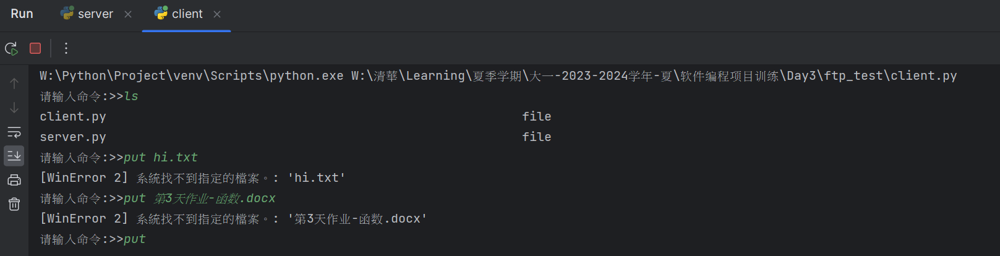 Run server client
W:\Python\Project\venv\Scripts\python.exe W:\清華\Learning\夏季学期\大一-2023-2024学年-夏\软件编程项目训练\Day3\ftp_test\client.py
请输入命令:>>ls
client.py file
server.py file
请输入命令:>>put hi.txt
[WinError 2] 系統找不到指定的檔案。: 'hi.txt'
请输入命令:>>put 第3天作业-函数.docx
[WinError 2] 系統找不到指定的檔案。: '第3天作业-函数.docx'
请输入命令:>>put